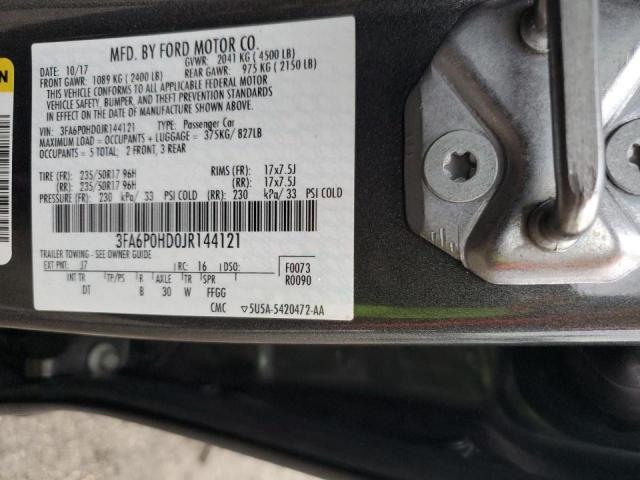 MFD. BY FORD MOTOR CO.
DATE: 10/17 GVWR: 2041 KG ( 4500 LB)
FRONT GAWR: 1089 KG ( 2400 LB) REAR GAWR: 975 KG ( 2150 LB)
THIS VEHICLE CONFORMS TO ALL APPLICABLE FEDERAL MOTOR
VEHICLE SAFETY, BUMPER, AND THEFT PREVENTION STANDARDS
IN EFFECT ON THE DATE OF MANUFACTURE SHOWN ABOVE.
VIN: 3FA6P0HD0JR144121 TYPE: Passenger Car
MAXIMUM LOAD = OCCUPANTS + LUGGAGE = 375KG/ 827LB
OCCUPANTS = 5 TOTAL; 2 FRONT, 3 REAR
TIRE (FR): 235/50R17 96H RIMS (FR): 17x7.5J
(RR): 235/50R17 96H (RR): 17x7.5J
PRESSURE (FR): 230 kPa/ 33 PSI COLD (RR): 230 kPa/ 33 PSI COLD
3FA6P0HD0JR144121
TRAILER TOWING - SEE OWNER GUIDE
EXT PNT: J7 RC: 16 DSO: F0073
R0090
INT TR TP/PS R AXLE TR SPR
DT B 30 W FFGG
CMC ▽5U5A-5420472-AA